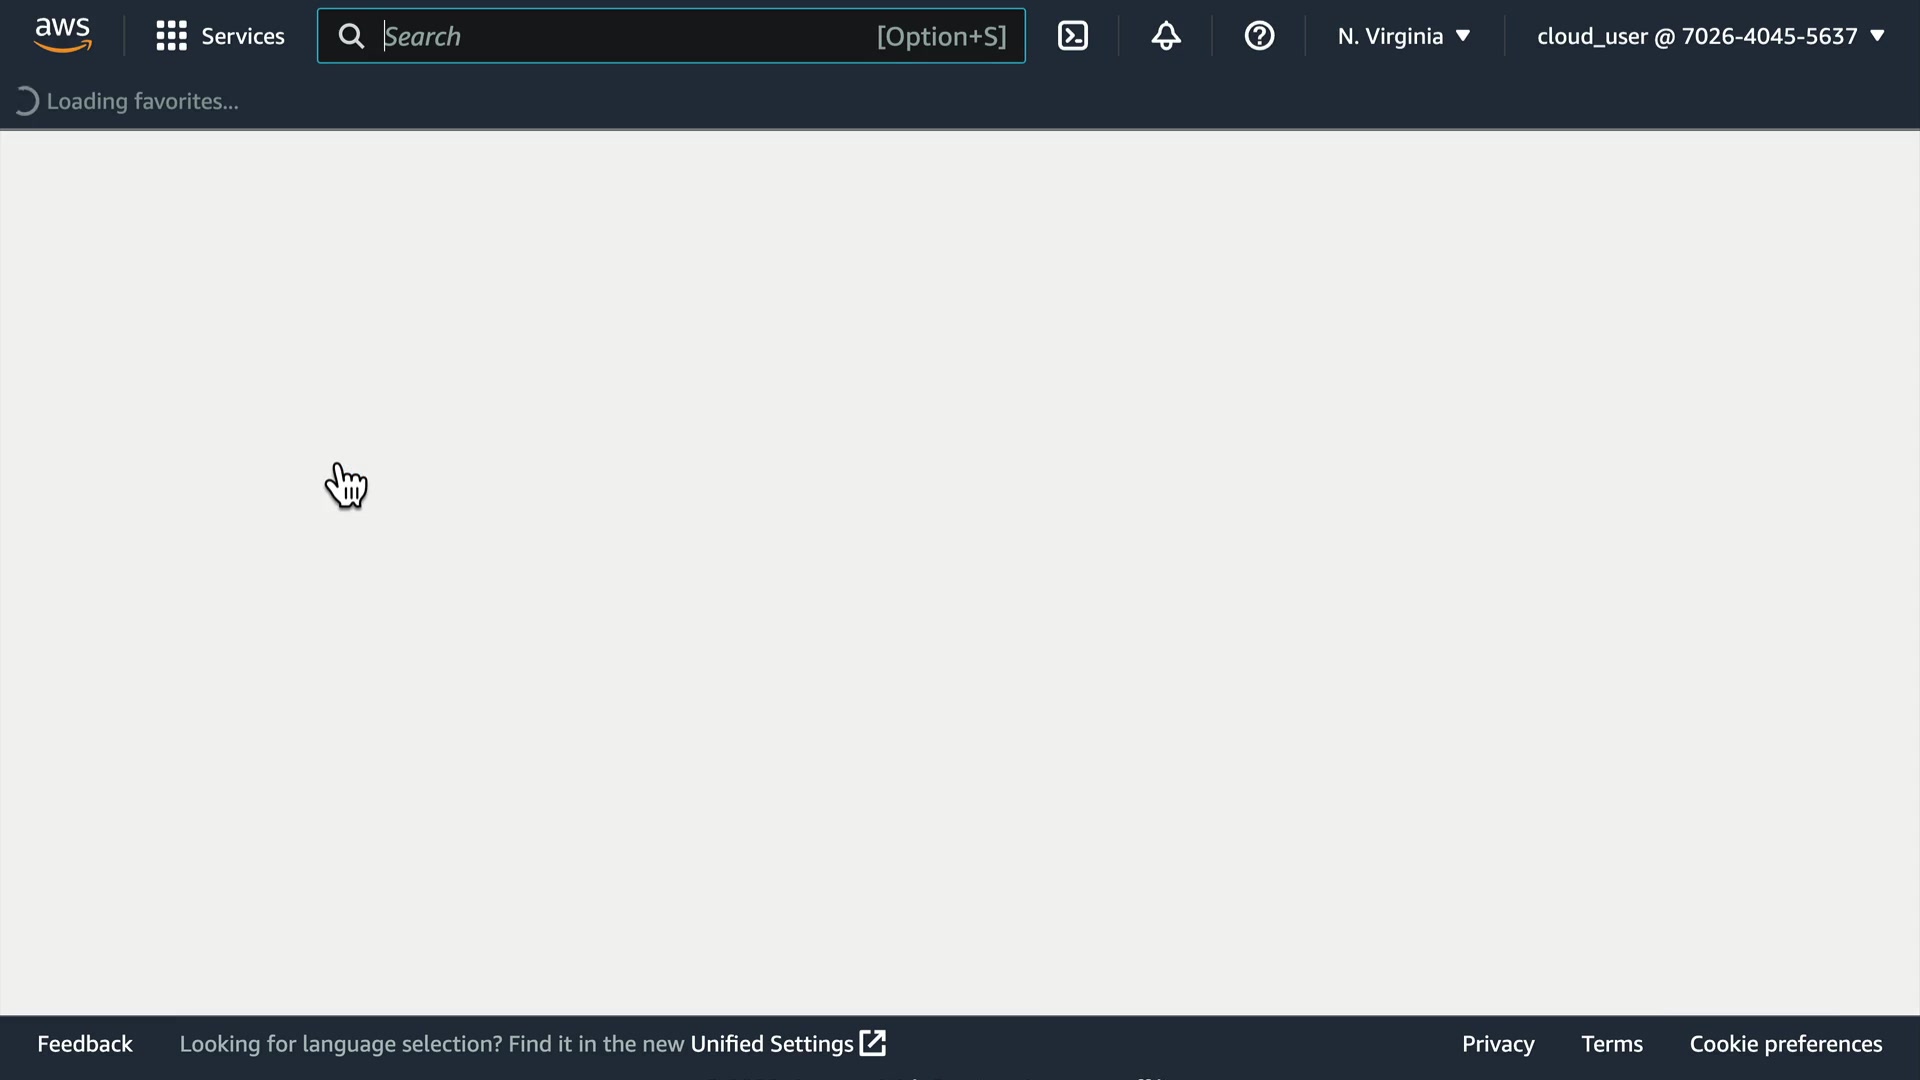 aws
Services
Search [Option+S]
N. Virginia
cloud_user @ 7026-4045-5637
Loading favorites...
Feedback
Looking for language selection? Find it in the new Unified Settings
Privacy
Terms
Cookie preferences